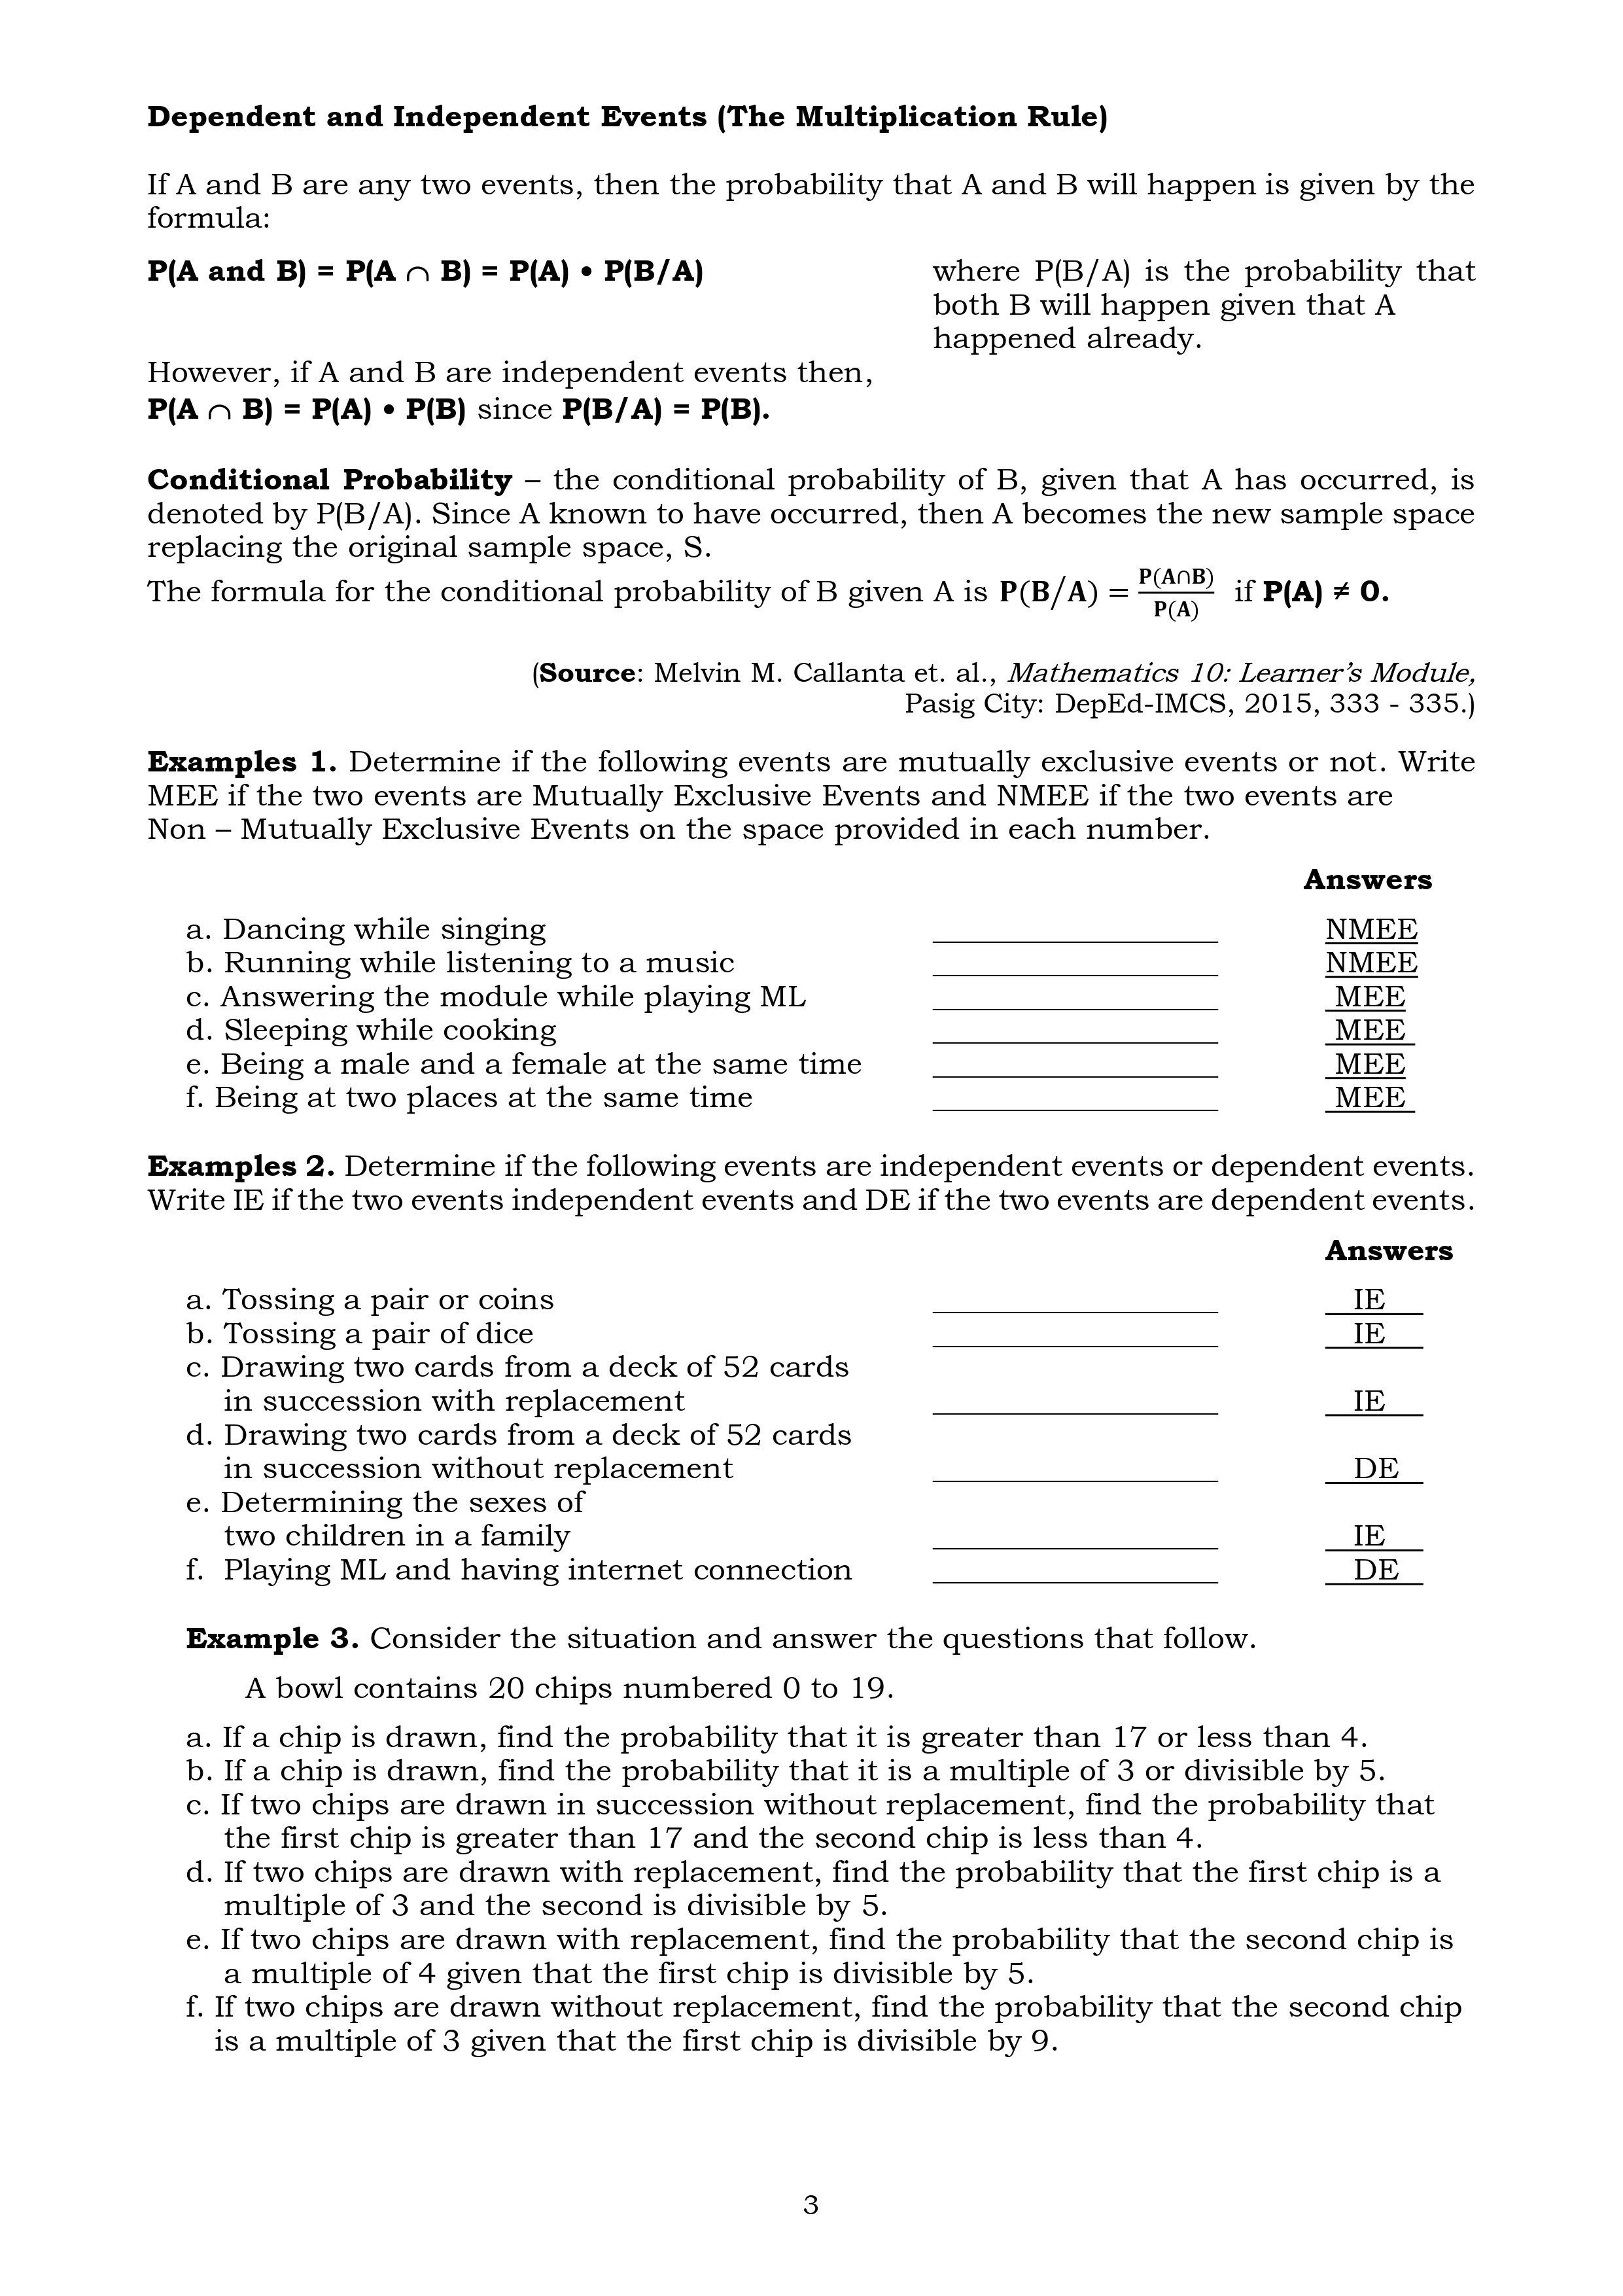 Dependent and Independent Events (The Multiplication Rule)
If A and B are any two events, then the probability that A and B will happen is given by the
formula:
P(A and B) = P(A ∩ B) = P(A) • P(B/A)
where P(B/A) is the probability that
both B will happen given that A
happened already.
However, if A and B are independent events then,
P(A ∩ B) = P(A) • P(B) since P(B/A) = P(B).
Conditional Probability – the conditional probability of B, given that A has occurred, is
denoted by P(B/A). Since A known to have occurred, then A becomes the new sample space
replacing the original sample space, S.
The formula for the conditional probability of B given A is P(B/A) = P(A∩B)/P(A) if P(A) ≠ 0.
(Source: Melvin M. Callanta et. al., Mathematics 10: Learner’s Module,
Pasig City: DepEd-IMCS, 2015, 333 - 335.)
Examples 1. Determine if the following events are mutually exclusive events or not. Write
MEE if the two events are Mutually Exclusive Events and NMEE if the two events are
Non – Mutually Exclusive Events on the space provided in each number.
Answers
a. Dancing while singing ____________________ NMEE
b. Running while listening to a music ____________________ NMEE
c. Answering the module while playing ML ____________________ MEE
d. Sleeping while cooking ____________________ MEE
e. Being a male and a female at the same time ____________________ MEE
f. Being at two places at the same time ____________________ MEE
Examples 2. Determine if the following events are independent events or dependent events.
Write IE if the two events independent events and DE if the two events are dependent events.
Answers
a. Tossing a pair or coins ____________________ IE
b. Tossing a pair of dice ____________________ IE
c. Drawing two cards from a deck of 52 cards
in succession with replacement ____________________ IE
d. Drawing two cards from a deck of 52 cards
in succession without replacement ____________________ DE
e. Determining the sexes of
two children in a family ____________________ IE
f. Playing ML and having internet connection ____________________ DE
Example 3. Consider the situation and answer the questions that follow.
A bowl contains 20 chips numbered 0 to 19.
a. If a chip is drawn, find the probability that it is greater than 17 or less than 4.
b. If a chip is drawn, find the probability that it is a multiple of 3 or divisible by 5.
c. If two chips are drawn in succession without replacement, find the probability that
the first chip is greater than 17 and the second chip is less than 4.
d. If two chips are drawn with replacement, find the probability that the first chip is a
multiple of 3 and the second is divisible by 5.
e. If two chips are drawn with replacement, find the probability that the second chip is
a multiple of 4 given that the first chip is divisible by 5.
f. If two chips are drawn without replacement, find the probability that the second chip
is a multiple of 3 given that the first chip is divisible by 9.
3